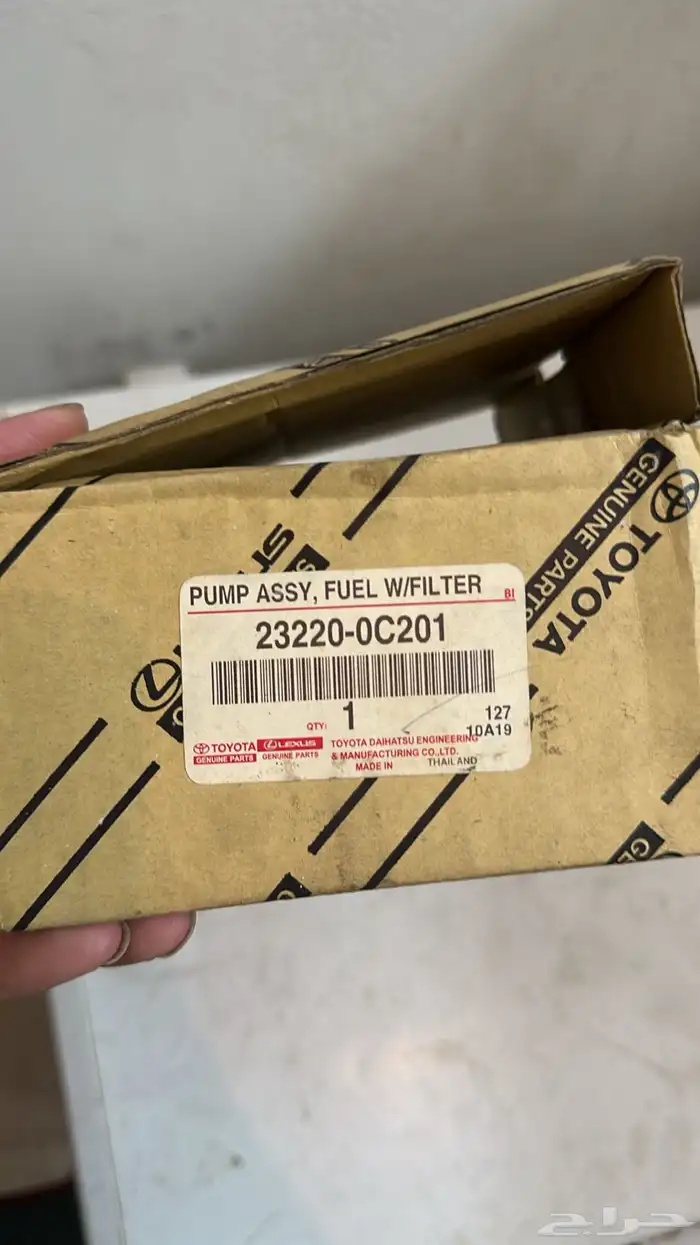 TOYOTA
GENUINE PARTS
PUMP ASSY, FUEL W/FILTER
BI
23220-0C201
QTY: 1
127
10A19
TOYOTA LEXUS
GENUINE PARTS GENUINE PARTS
TOYOTA DAIHATSU ENGINEERING
& MANUFACTURING CO.,LTD.
MADE IN THAILAND
حراج